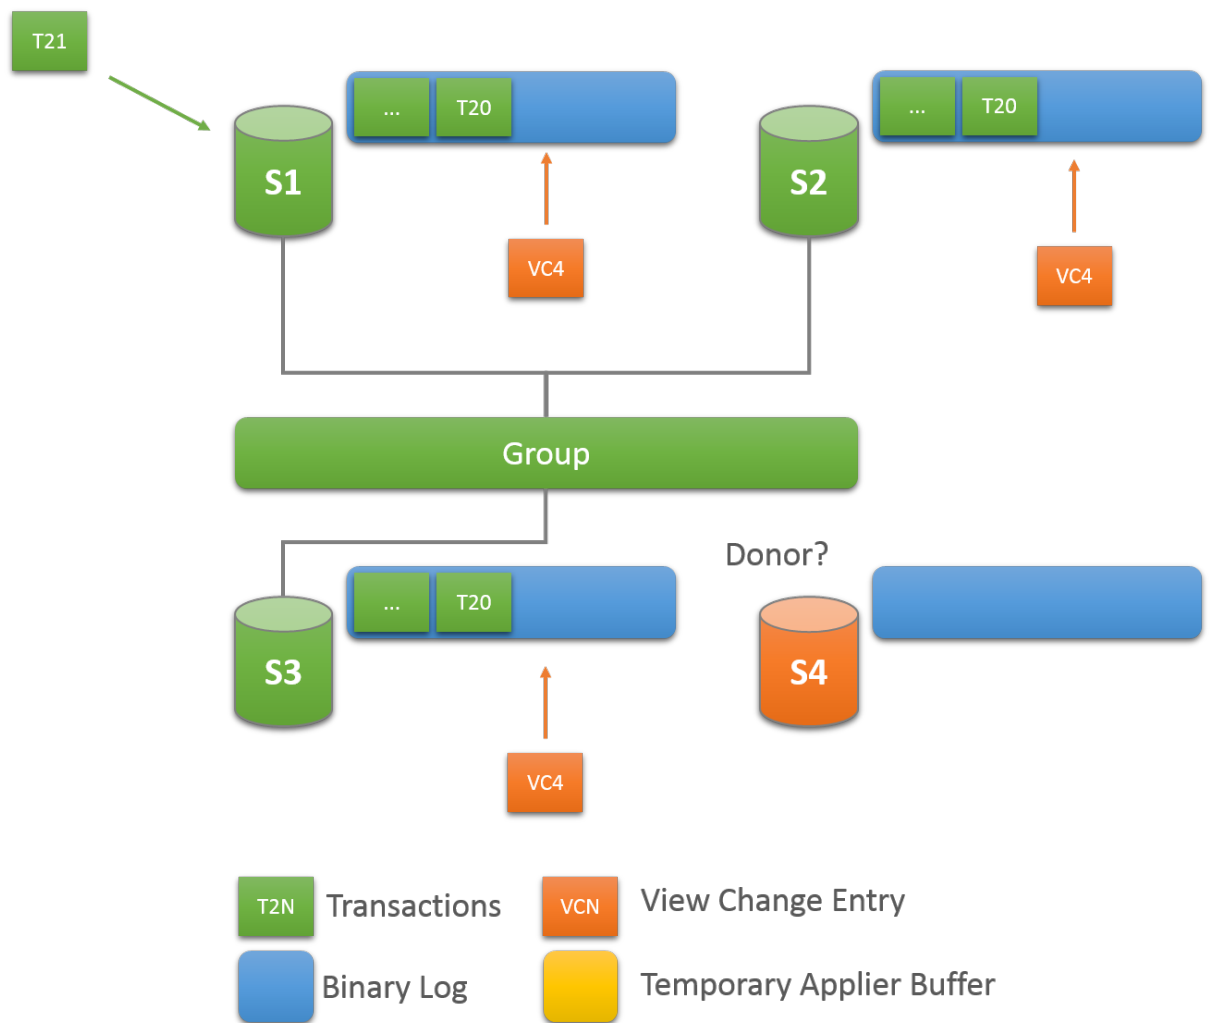 T21
... T20
... T20
S1
S2
VC4
VC4
Group
Donor?
... T20
S3
S4
VC4
T2N Transactions
VCN View Change Entry
Binary Log
Temporary Applier Buffer